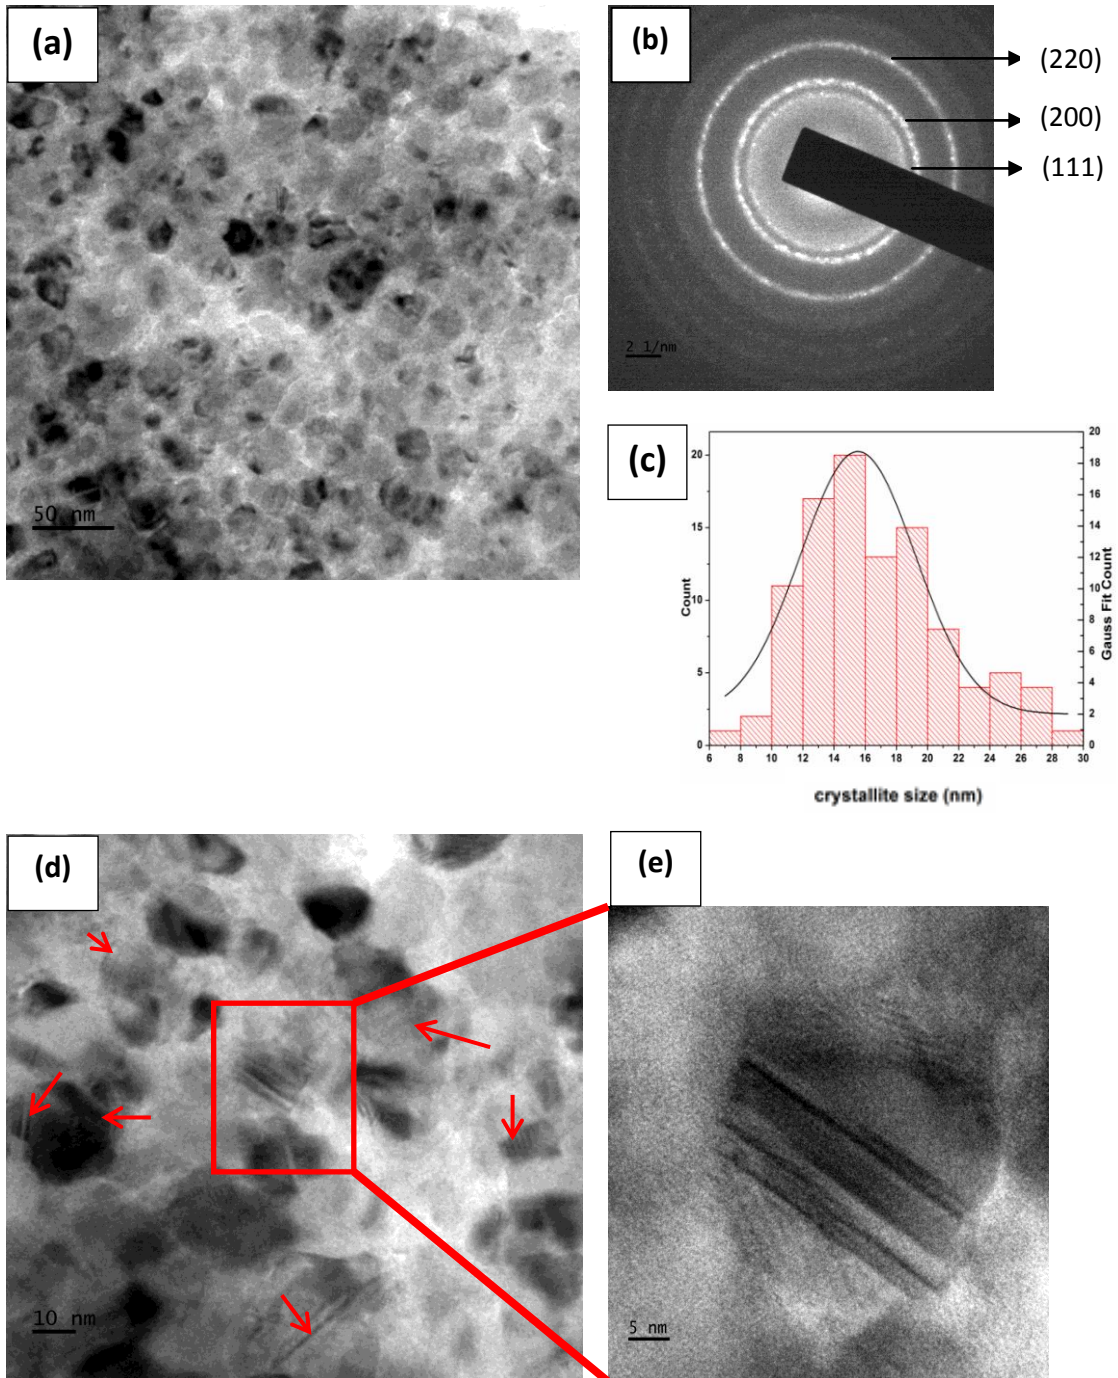 (a)
50 nm
(b)
(220)
(200)
(111)
2 1/nm
(c)
20
15
10
5
0
Count
6 8 10 12 14 16 18 20 22 24 26 28 30
crystallite size (nm)
20
18
16
14
12
10
8
6
4
2
0
Gauss Fit Count
(d)
10 nm
(e)
5 nm